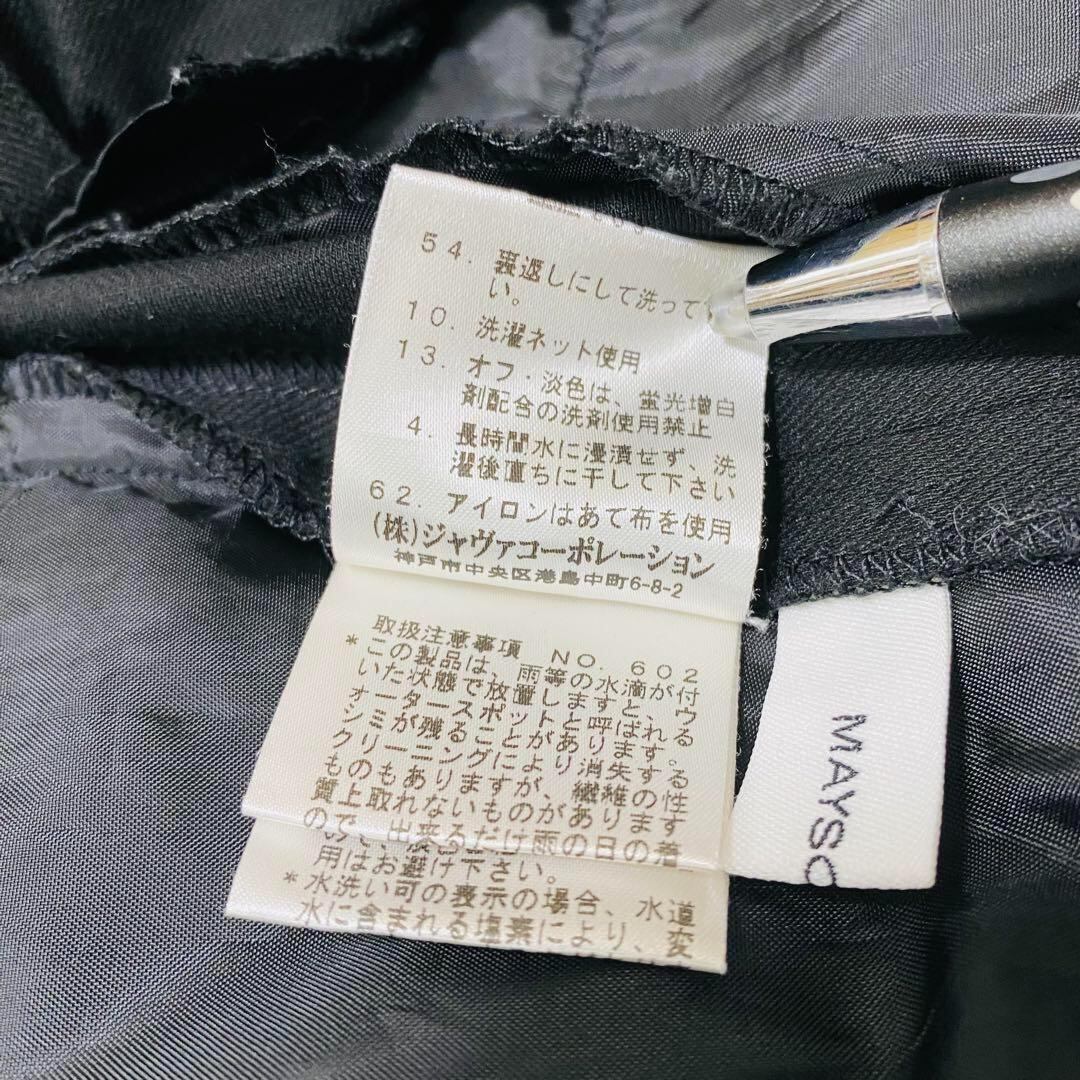 54. 裏返しにして洗って
い。
10. 洗濯ネット使用
13. オフ・淡色は、蛍光増白
剤配合の洗剤使用禁止
4. 長時間水に浸漬せず、洗
濯後直ちに干して下さい
62. アイロンはあて布を使用
(株)ジャヴァコーポレーション
神戸市中央区港島中町6-8-2
取扱注意事項 NO. 602
*この製品は、雨等の水滴が付
いた状態で放置しますと、ウ
ォータースポットと呼ばれる
シミが残ることがあります。
クリーニングにより消失する
ものもありますが、繊維の性
質上取れないものがあります
ので、出来るだけ雨の日の着
用はお避け下さい。
*水洗い可の表示の場合、水道
水に含まれる塩素により、変
MAYSO